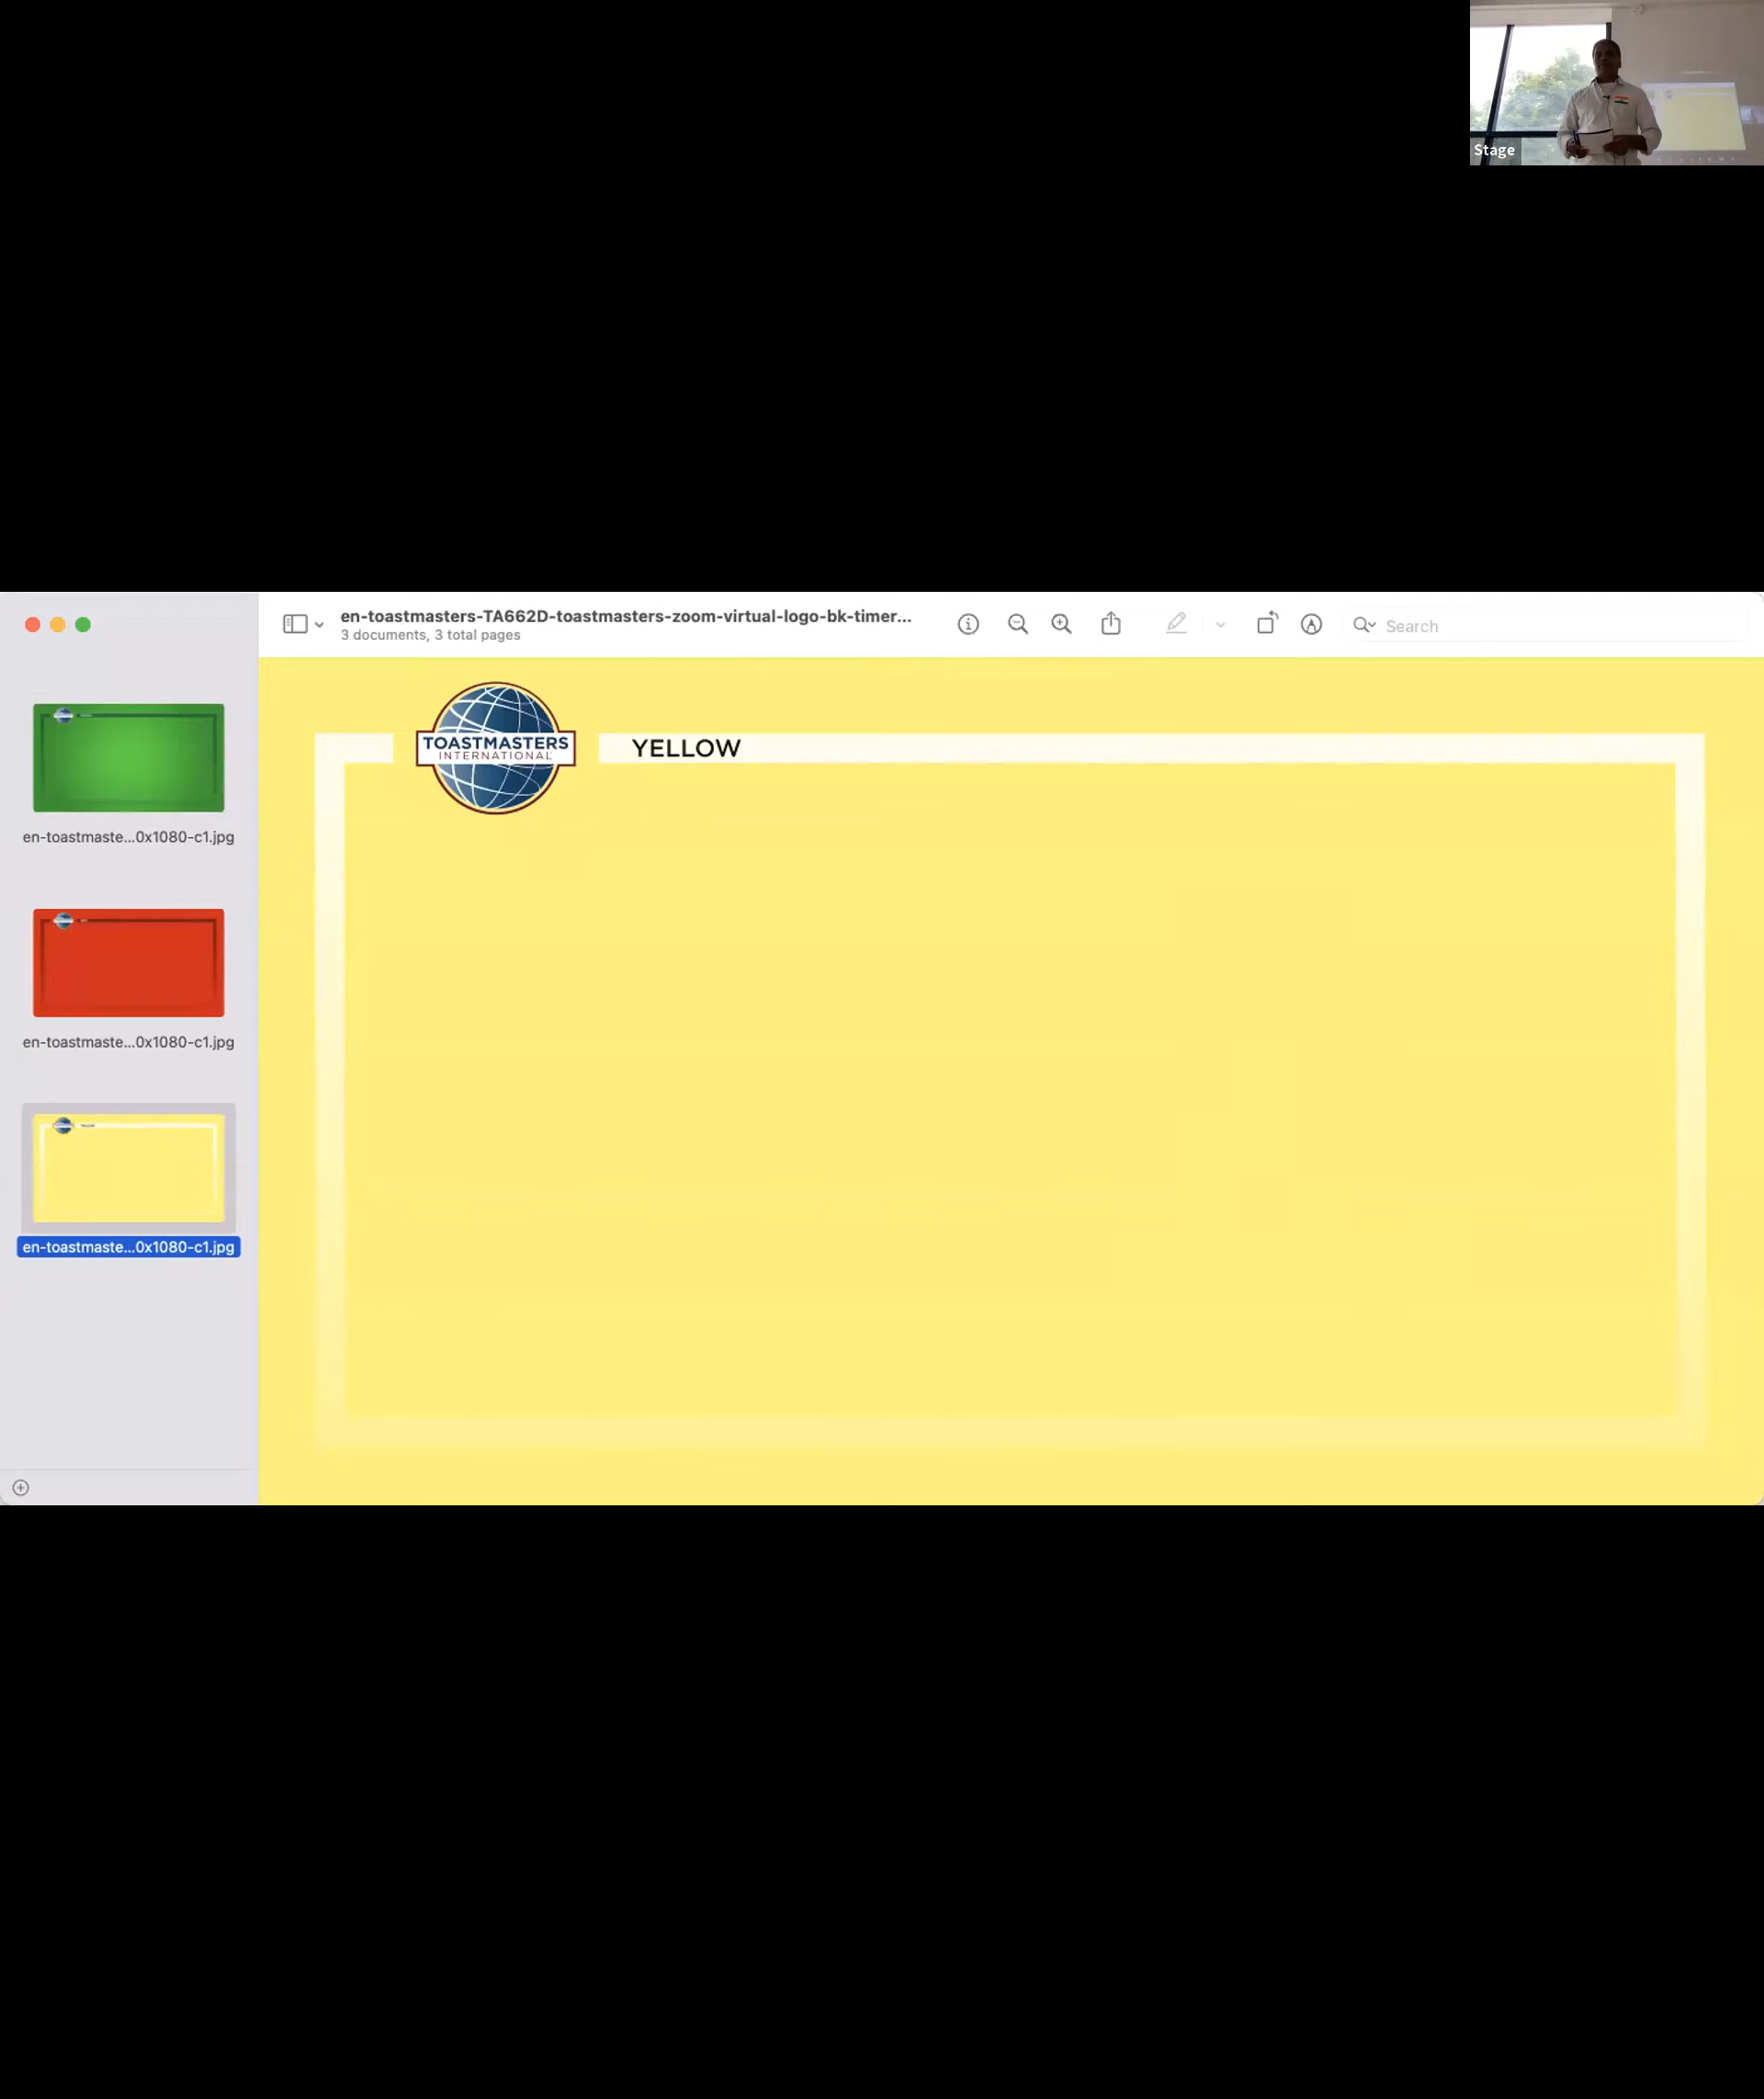 Stage
en-toastmasters-TA662D-toastmasters-zoom-virtual-logo-bk-timer...
3 documents, 3 total pages
Search
TOASTMASTERS
INTERNATIONAL
YELLOW
en-toastmaste...0x1080-c1.jpg
en-toastmaste...0x1080-c1.jpg
en-toastmaste...0x1080-c1.jpg